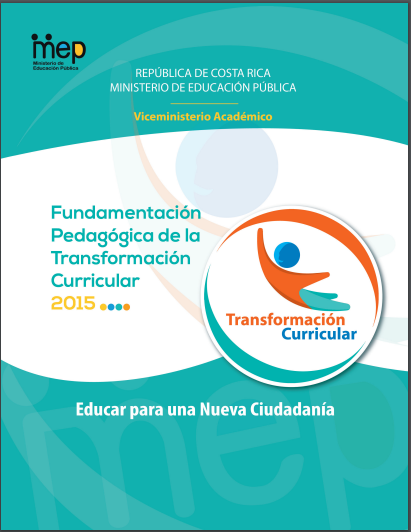 mep
Ministerio de
Educación Pública
REPÚBLICA DE COSTA RICA
MINISTERIO DE EDUCACIÓN PÚBLICA
Viceministerio Académico
Fundamentación
Pedagógica de la
Transformación
Curricular
2015
Transformación
Curricular
Educar para una Nueva Ciudadanía
mep